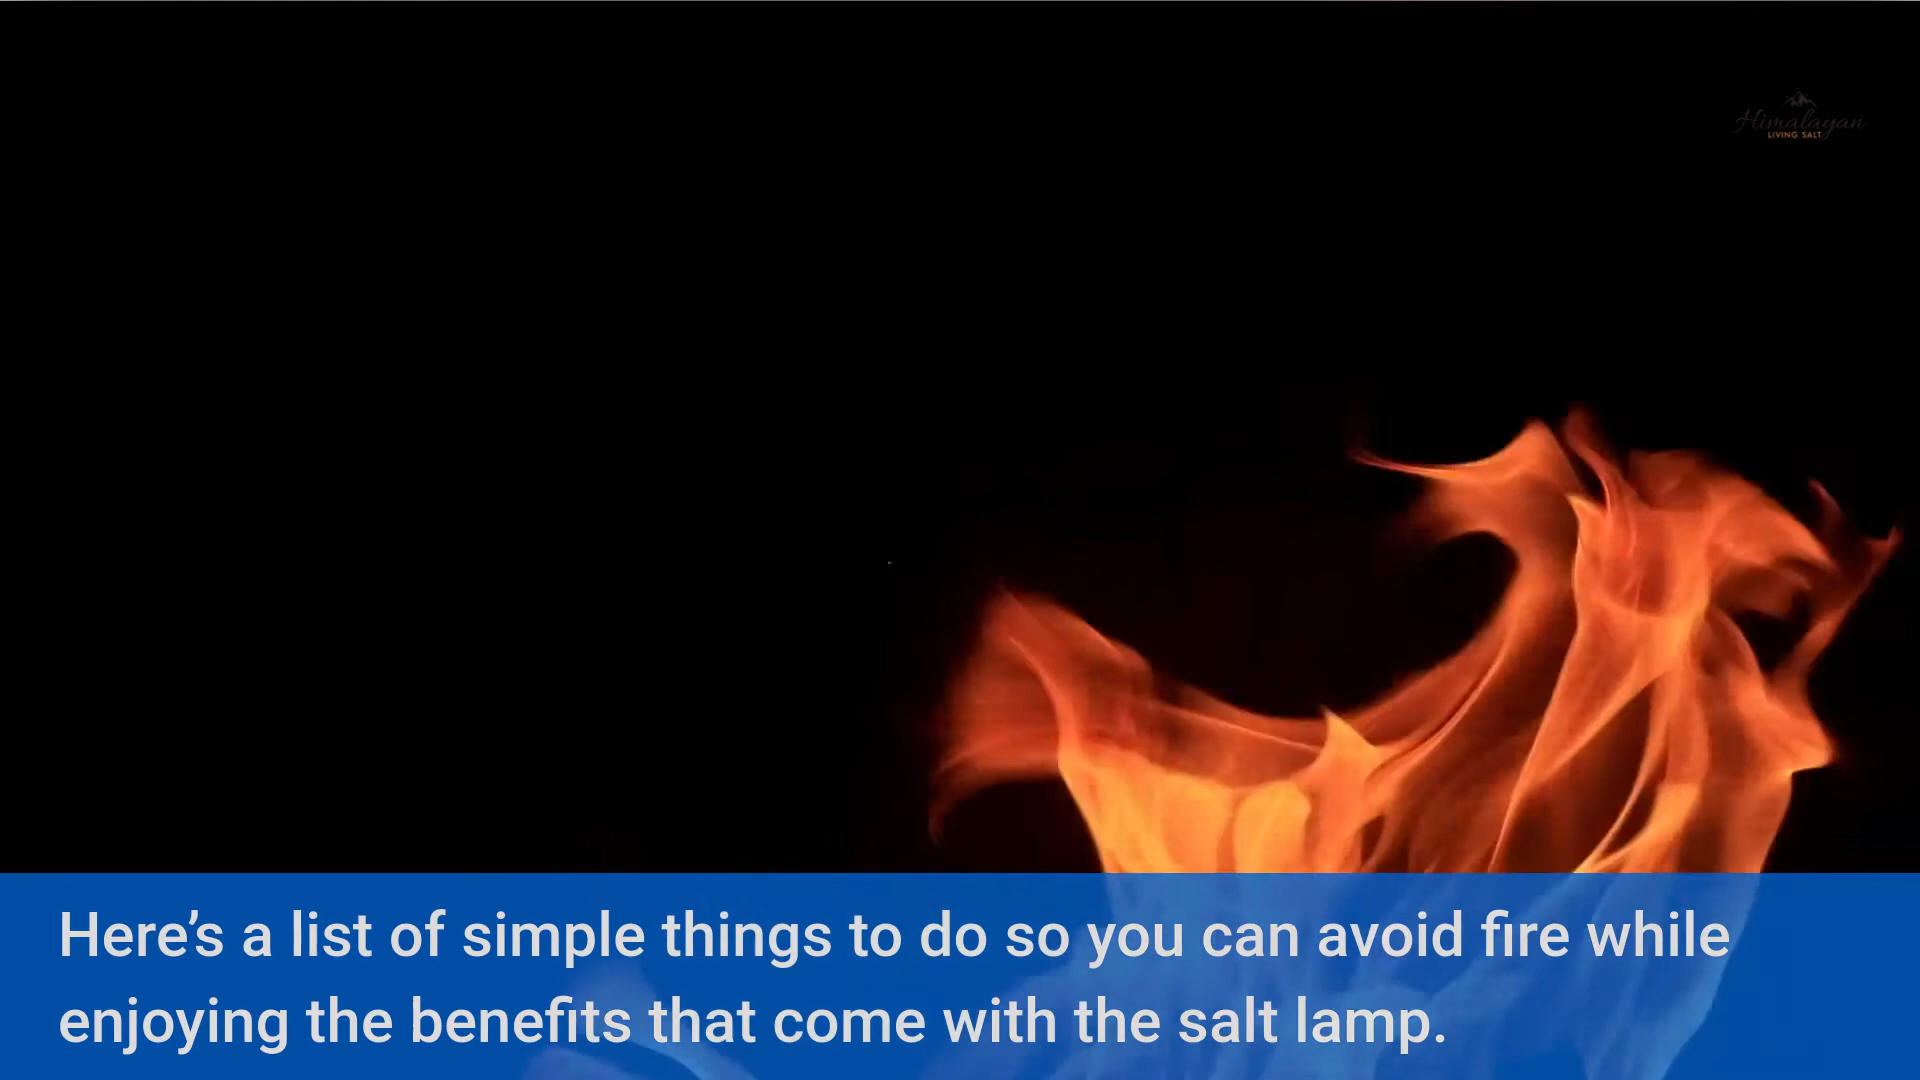 Himalayan
LIVING SALT
Here’s a list of simple things to do so you can avoid fire while
enjoying the benefits that come with the salt lamp.